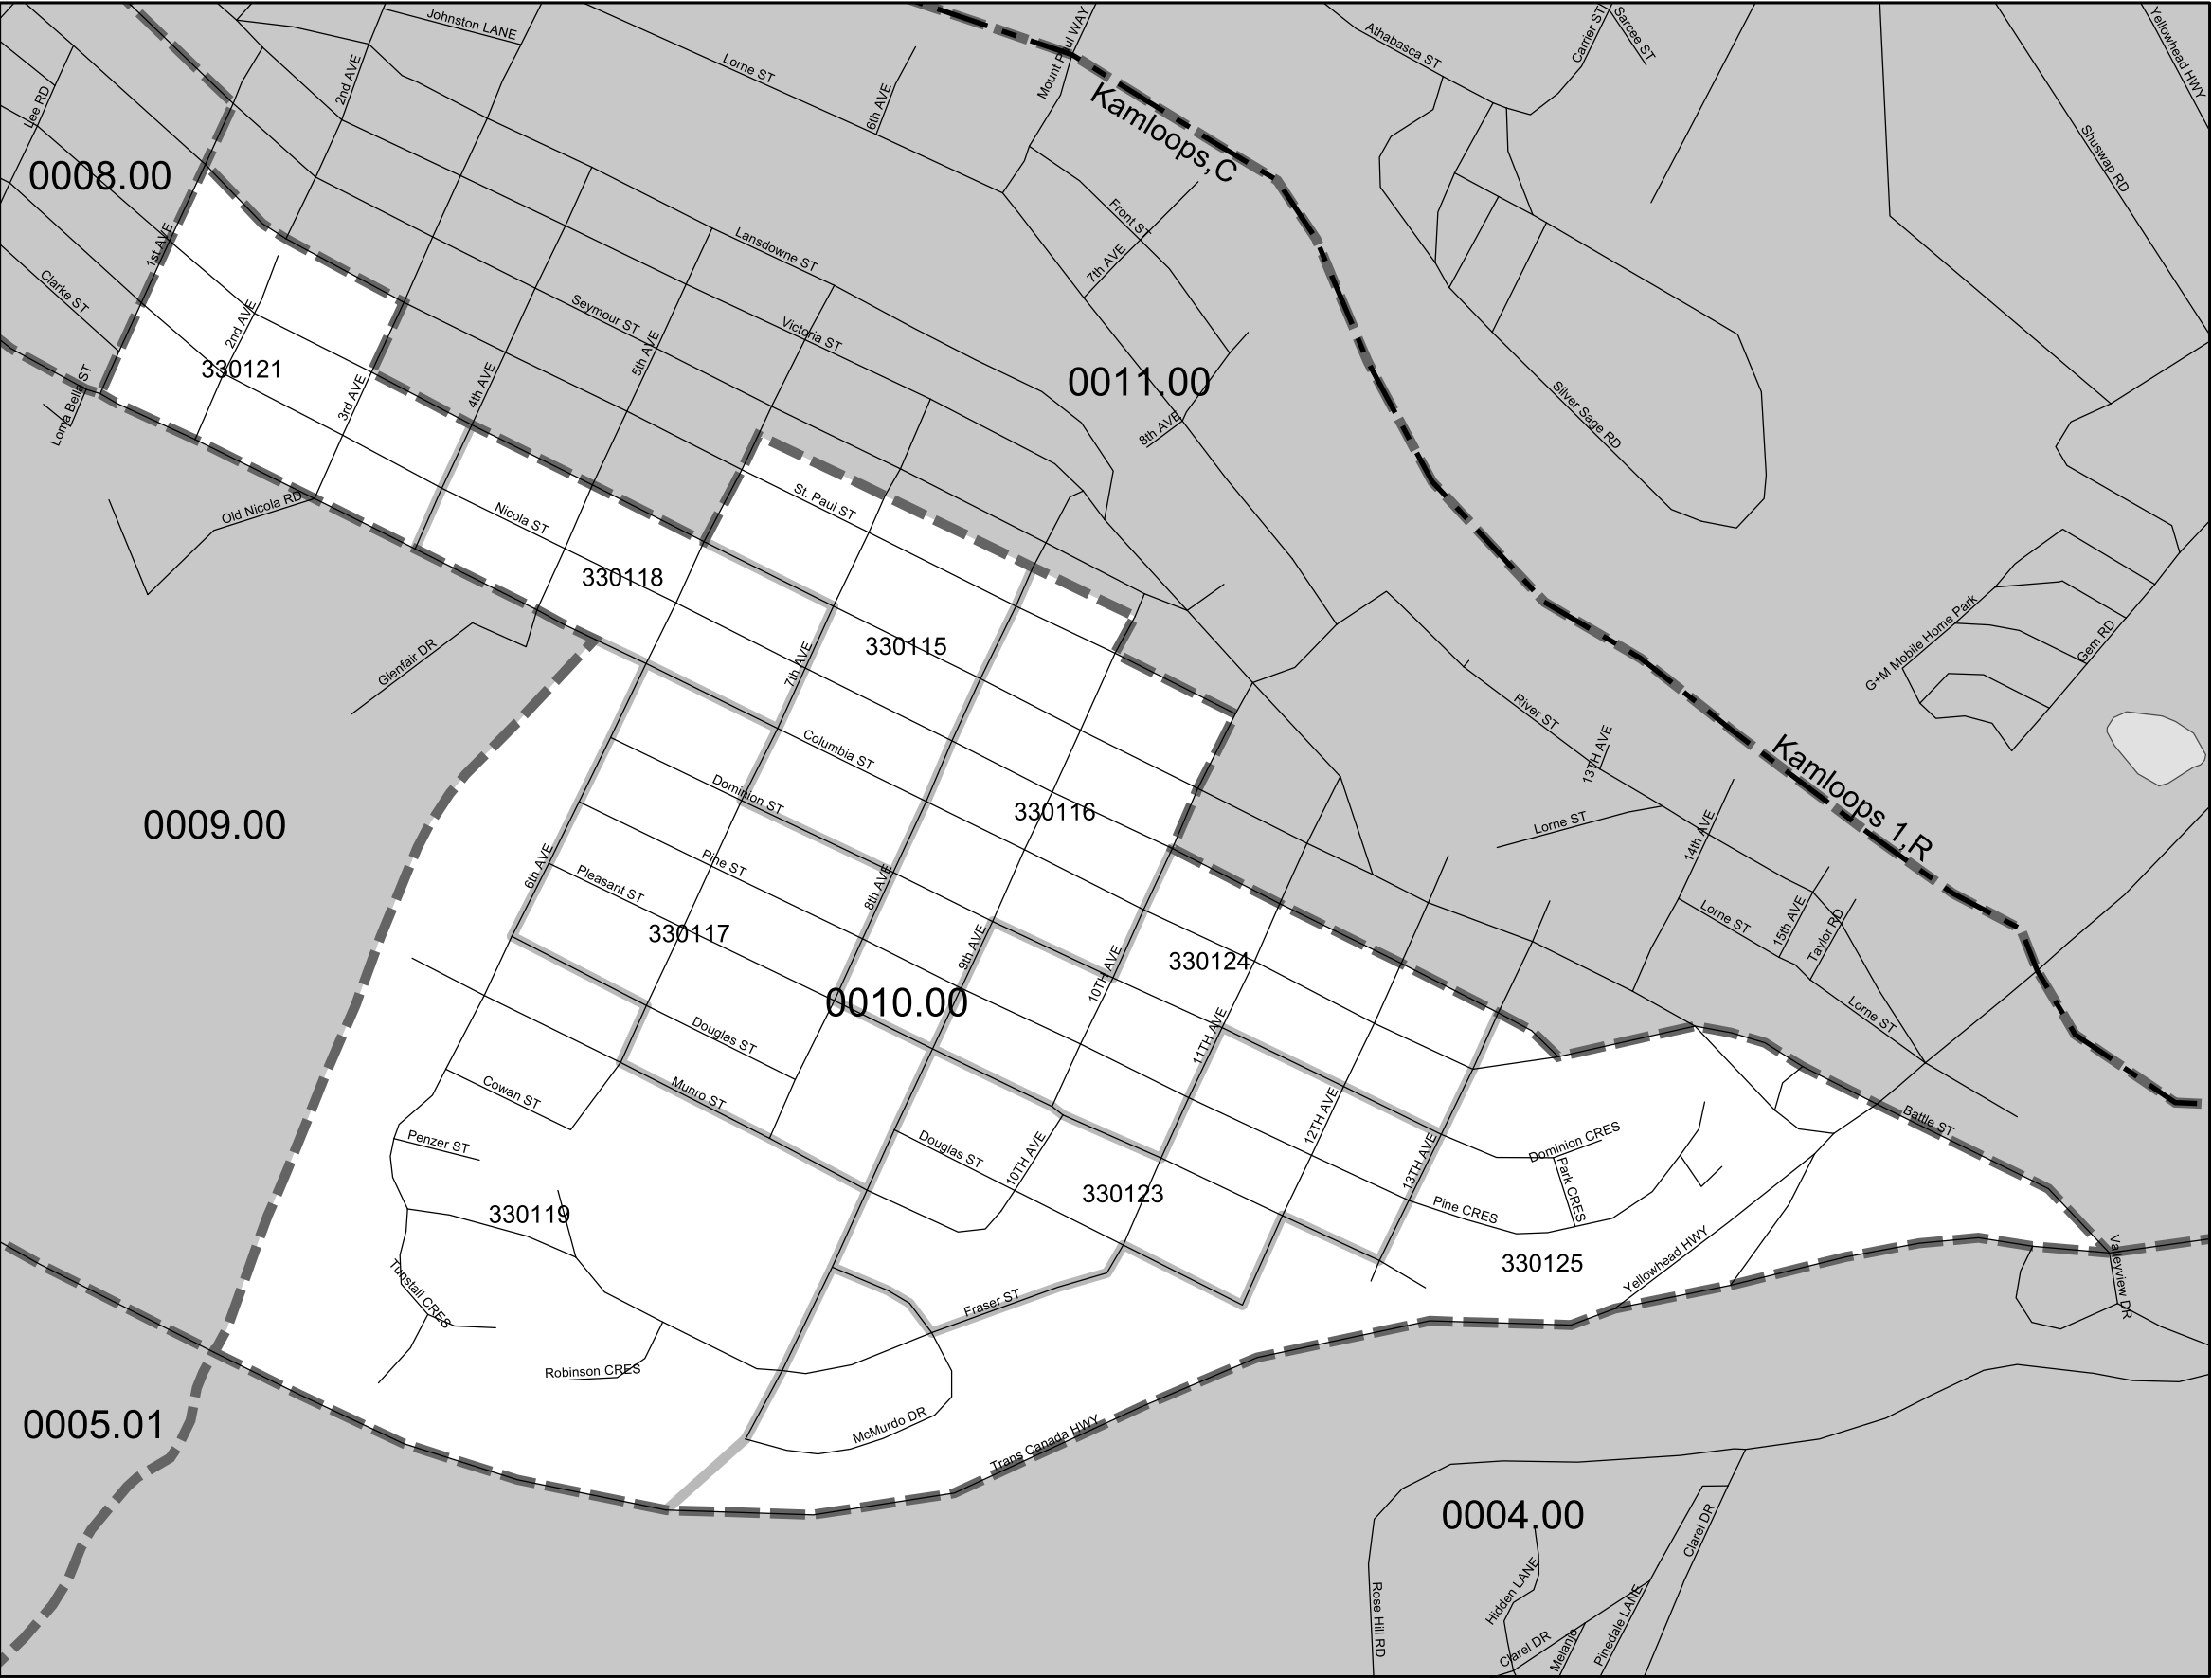 Johnston LANE
Lorne ST
Mount Paul WAY
Athabasca ST
Carrier ST
Sarcee ST
Yellowhead HWY
2nd AVE
Lee RD
6th AVE
Kamloops,C
Shuswap RD
0008.00
1st AVE
Front ST
7th AVE
Lansdowne ST
Clarke ST
Seymour ST
Victoria ST
2nd AVE
330121
5th AVE
0011.00
4th AVE
3rd AVE
Loma Bella ST
8th AVE
Silver Sage RD
Old Nicola RD
Nicola ST
St. Paul ST
330118
G+M Mobile Home Park
Gem RD
330115
7th AVE
Glenfair DR
River ST
Columbia ST
13TH AVE
Kamloops 1,R
Dominion ST
330116
0009.00
Lorne ST
14th AVE
6th AVE
Pine ST
Pleasant ST
8th AVE
330117
9th AVE
10TH AVE
330124
Lorne ST
15th AVE
Taylor RD
0010.00
Lorne ST
Douglas ST
11TH AVE
Cowan ST
Munro ST
12TH AVE
Battle ST
Penzer ST
Douglas ST
10TH AVE
Dominion CRES
13TH AVE
Park CRES
330123
330119
Pine CRES
330125
Yellowhead HWY
Valleyview DR
Tunstall CRES
Fraser ST
Robinson CRES
0005.01
McMurdo DR
Trans Canada HWY
0004.00
Clarel DR
Hidden LANE
Rose Hill RD
Clarel DR
Melanjo
Pinedale LANE